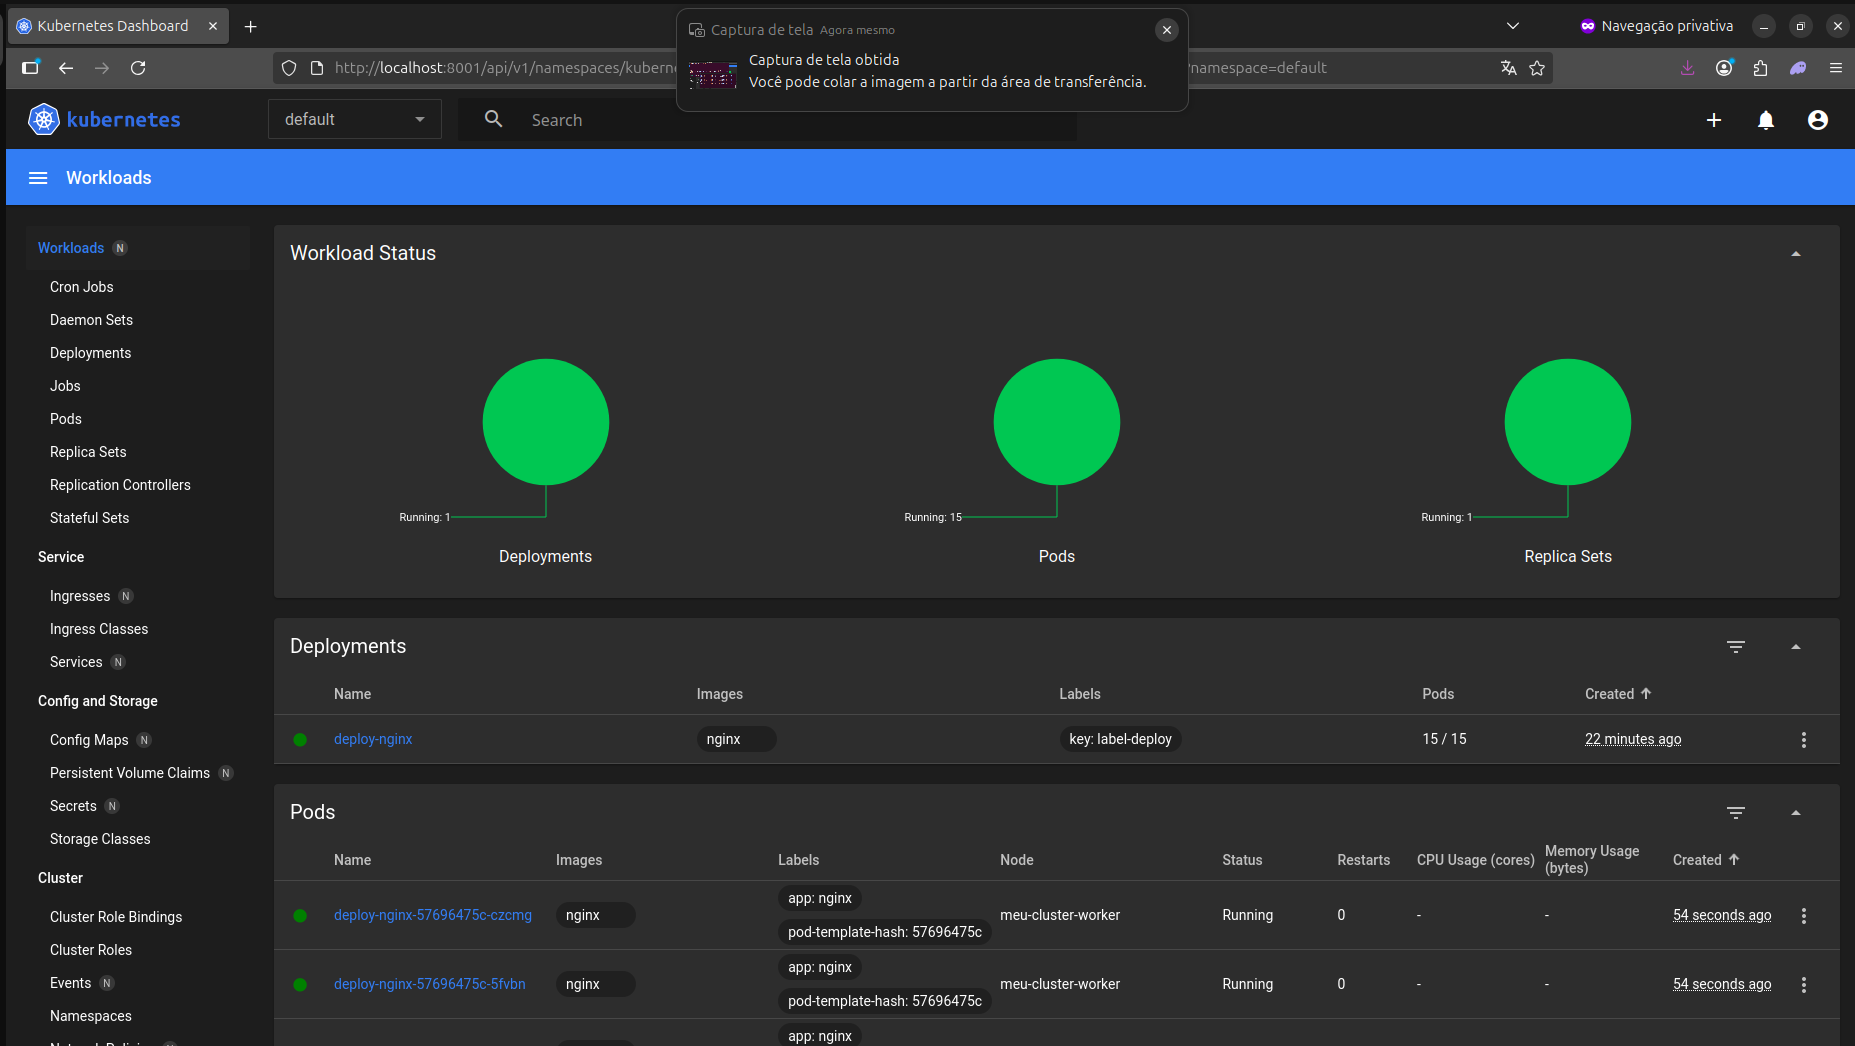 Kubernetes Dashboard
Navegação privativa
Captura de tela Agora mesmo
Captura de tela obtida
Você pode colar a imagem a partir da área de transferência.
http://localhost:8001/api/v1/namespaces/kuberne
namespace=default
kubernetes
default
Search
Workloads
Workloads N
Cron Jobs
Daemon Sets
Deployments
Jobs
Pods
Replica Sets
Replication Controllers
Stateful Sets
Service
Ingresses N
Ingress Classes
Services N
Config and Storage
Config Maps N
Persistent Volume Claims N
Secrets N
Storage Classes
Cluster
Cluster Role Bindings
Cluster Roles
Events N
Namespaces
Workload Status
Running: 1
Deployments
Running: 15
Pods
Running: 1
Replica Sets
Deployments
Name Images Labels Pods Created
deploy-nginx nginx key: label-deploy 15 / 15 22 minutes ago
Pods
Name Images Labels Node Status Restarts CPU Usage (cores) Memory Usage (bytes) Created
app: nginx
deploy-nginx-57696475c-czcmg nginx meu-cluster-worker Running 0 - - 54 seconds ago
pod-template-hash: 57696475c
app: nginx
deploy-nginx-57696475c-5fvbn nginx meu-cluster-worker Running 0 - - 54 seconds ago
pod-template-hash: 57696475c
app: nginx